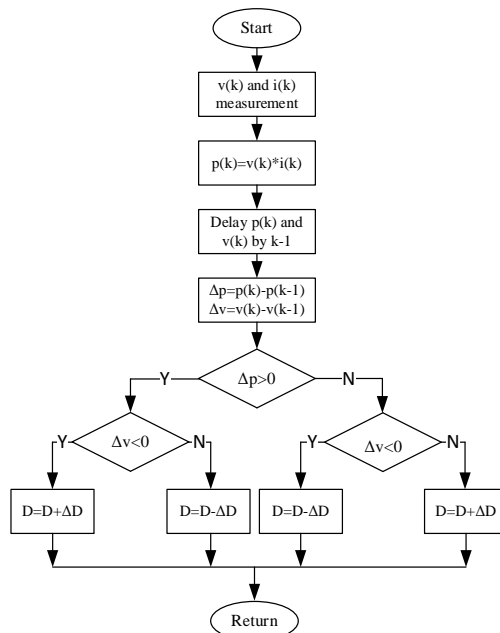 Start
v(k) and i(k)
measurement
p(k)=v(k)*i(k)
Delay p(k) and
v(k) by k-1
Δp=p(k)-p(k-1)
Δv=v(k)-v(k-1)
Y
Δp>0
N
Y
Δv<0
N
Y
Δv<0
N
D=D+ΔD
D=D-ΔD
D=D-ΔD
D=D+ΔD
Return